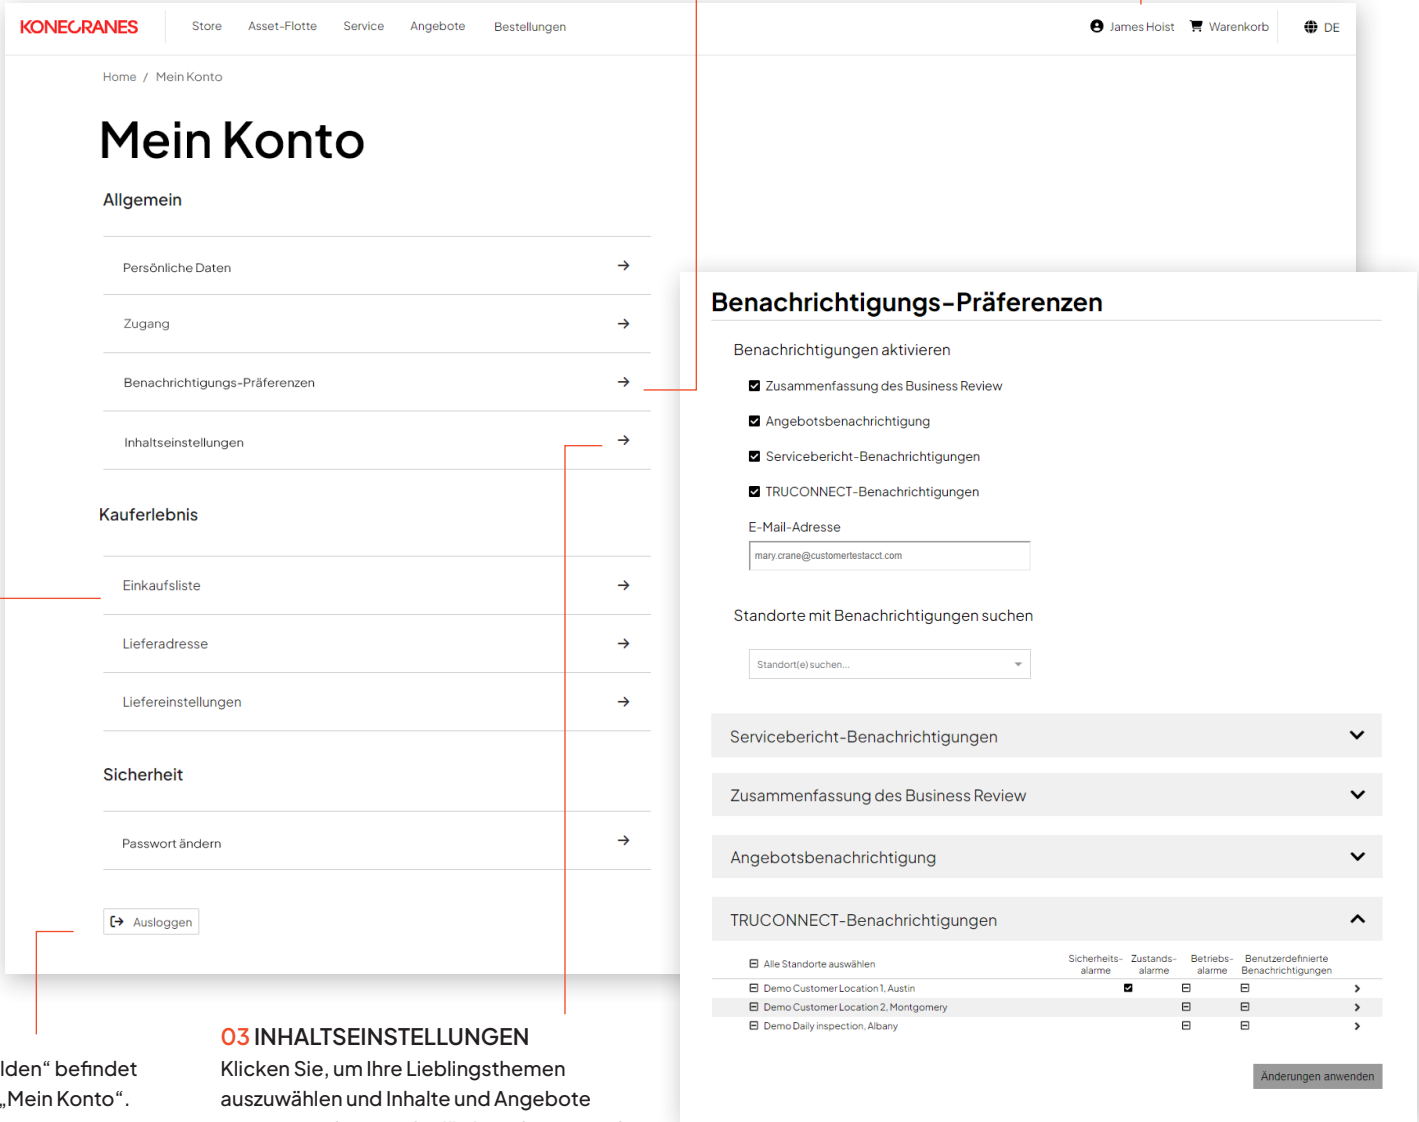 KONECRANES
Store Asset-Flotte Service Angebote Bestellungen
James Hoist Warenkorb DE
Home / Mein Konto
Mein Konto
Allgemein
Persönliche Daten
Zugang
Benachrichtigungs-Präferenzen
Inhaltseinstellungen
Kauferlebnis
Einkaufsliste
Lieferadresse
Liefereinstellungen
Sicherheit
Passwort ändern
Ausloggen
Benachrichtigungs-Präferenzen
Benachrichtigungen aktivieren
Zusammenfassung des Business Review
Angebotsbenachrichtigung
Servicebericht-Benachrichtigungen
TRUCONNECT-Benachrichtigungen
E-Mail-Adresse
mary.crane@customertestacct.com
Standorte mit Benachrichtigungen suchen
Standort(e) suchen...
Servicebericht-Benachrichtigungen
Zusammenfassung des Business Review
Angebotsbenachrichtigung
TRUCONNECT-Benachrichtigungen
Alle Standorte auswählen
Sicherheits- Zustands- Betriebs- Benutzerdefinierte
alarme alarme alarme Benachrichtigungen
Demo Customer Location 1, Austin
Demo Customer Location 2, Montgomery
Demo Daily inspection, Albany
Änderungen anwenden
lden“ befindet
„Mein Konto“.
03 INHALTSEINSTELLUNGEN
Klicken Sie, um Ihre Lieblingsthemen
auszuwählen und Inhalte und Angebote